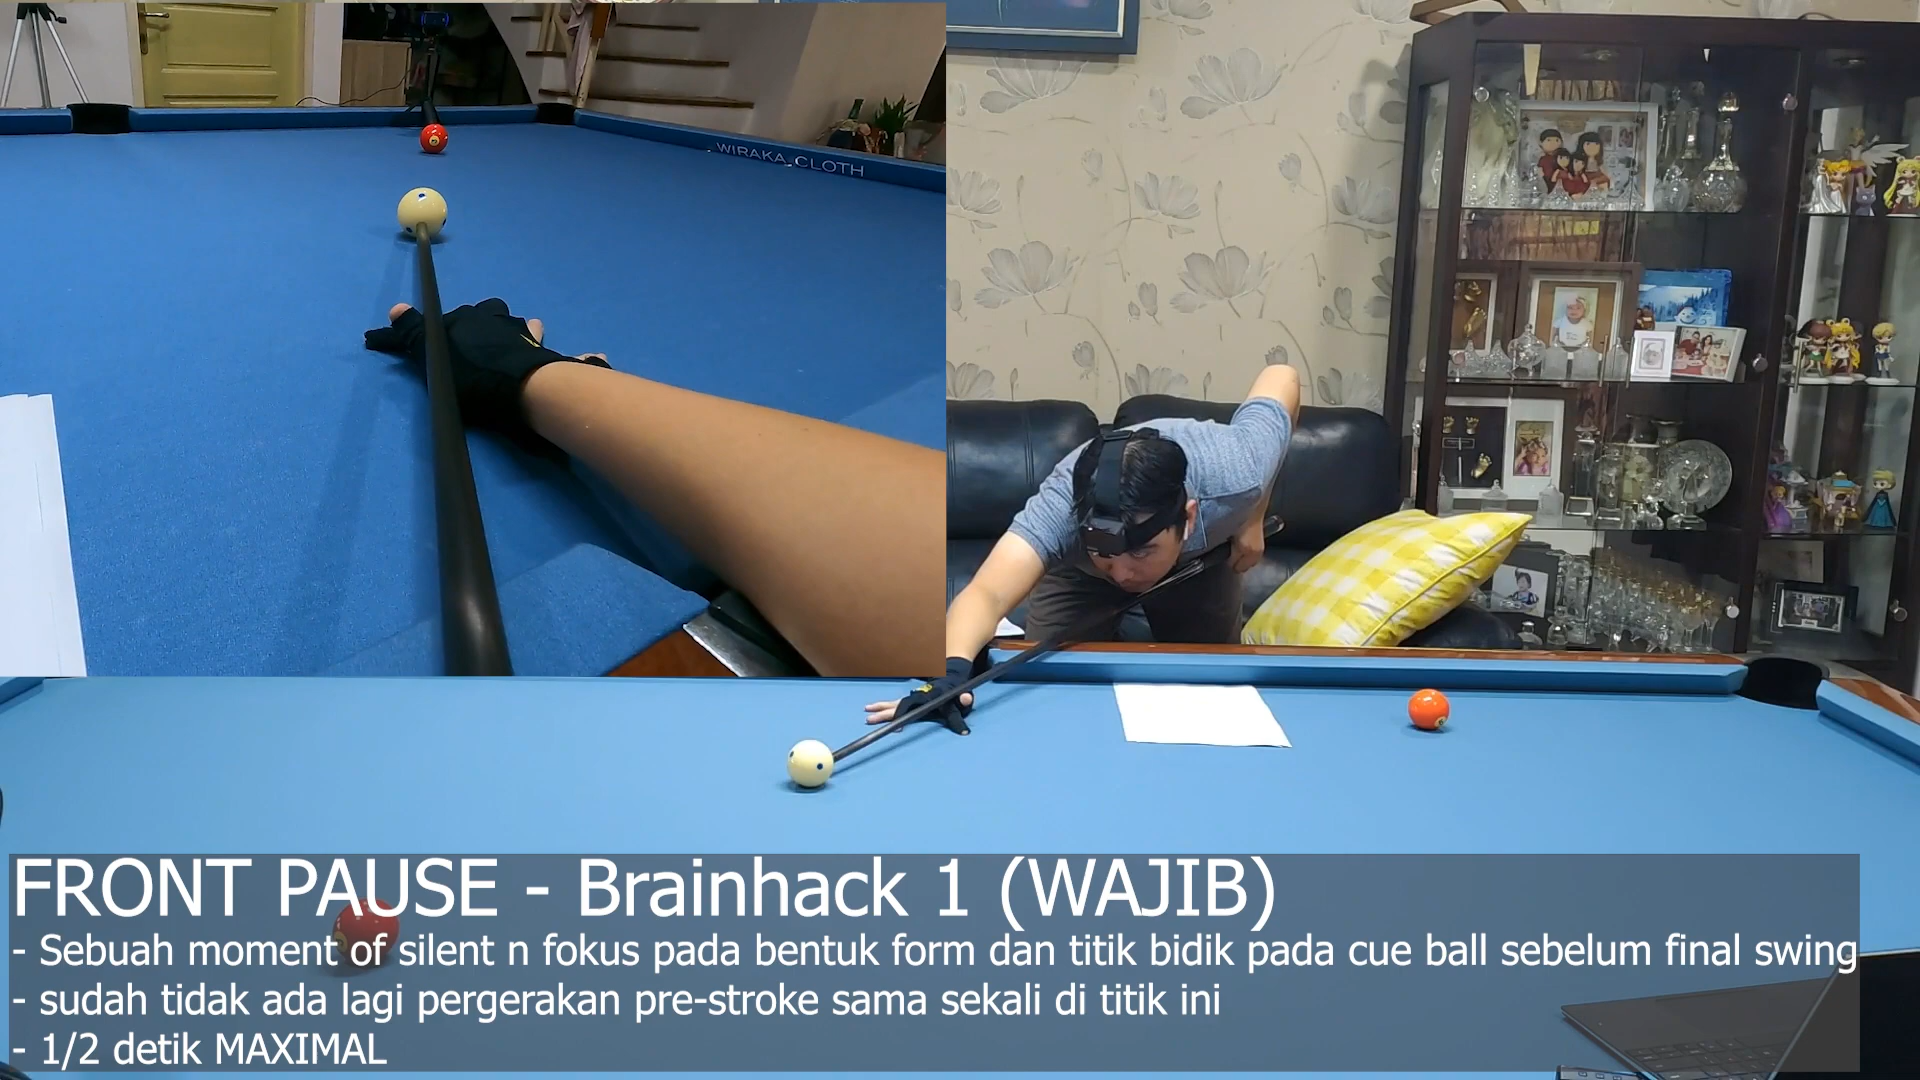 WIRAKA CLOTH
FRONT PAUSE - Brainhack 1 (WAJIB)
- Sebuah moment of silent n fokus pada bentuk form dan titik bidik pada cue ball sebelum final swing
- sudah tidak ada lagi pergerakan pre-stroke sama sekali di titik ini
- 1/2 detik MAXIMAL